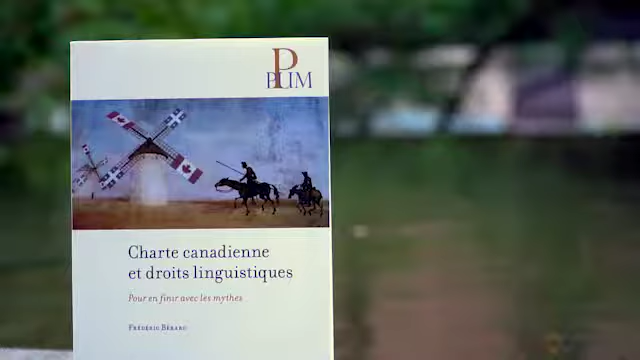 PUM
Charte canadienne
et droits linguistiques
Pour en finir avec les mythes
Frédéric Bérard